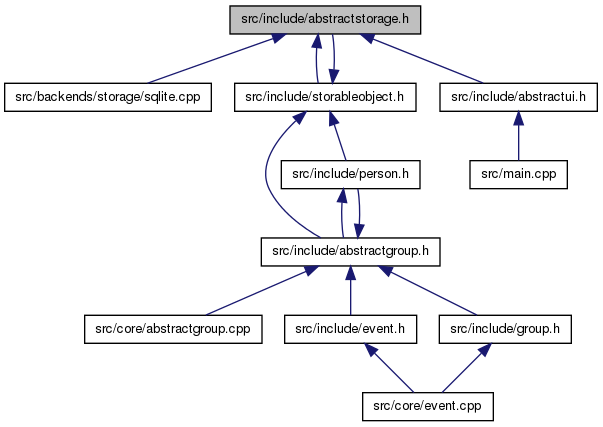 src/include/abstractstorage.h
src/backends/storage/sqlite.cpp
src/include/storableobject.h
src/include/abstractui.h
src/include/person.h
src/main.cpp
src/include/abstractgroup.h
src/core/abstractgroup.cpp
src/include/event.h
src/include/group.h
src/core/event.cpp